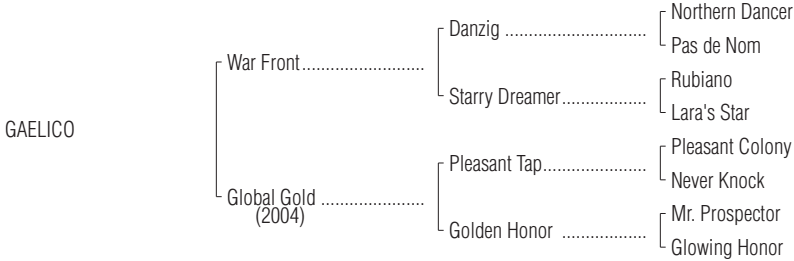 Northern Dancer
Danzig ..............................
Pas de Nom
War Front..........................
Rubiano
Starry Dreamer..................
Lara's Star
GAELICO
Pleasant Colony
Pleasant Tap......................
Never Knock
Global Gold ......................
(2004)
Mr. Prospector
Golden Honor ..................
Glowing Honor